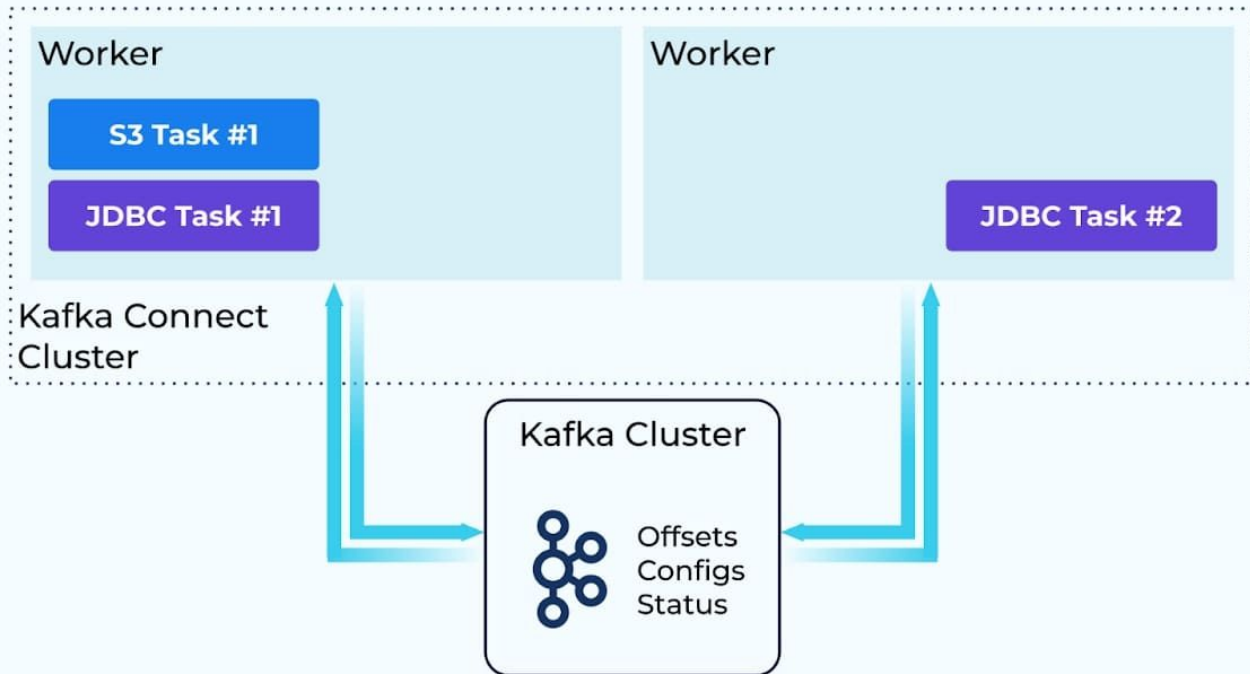 Worker
S3 Task #1
JDBC Task #1
Worker
JDBC Task #2
Kafka Connect
Cluster
Kafka Cluster
Offsets
Configs
Status